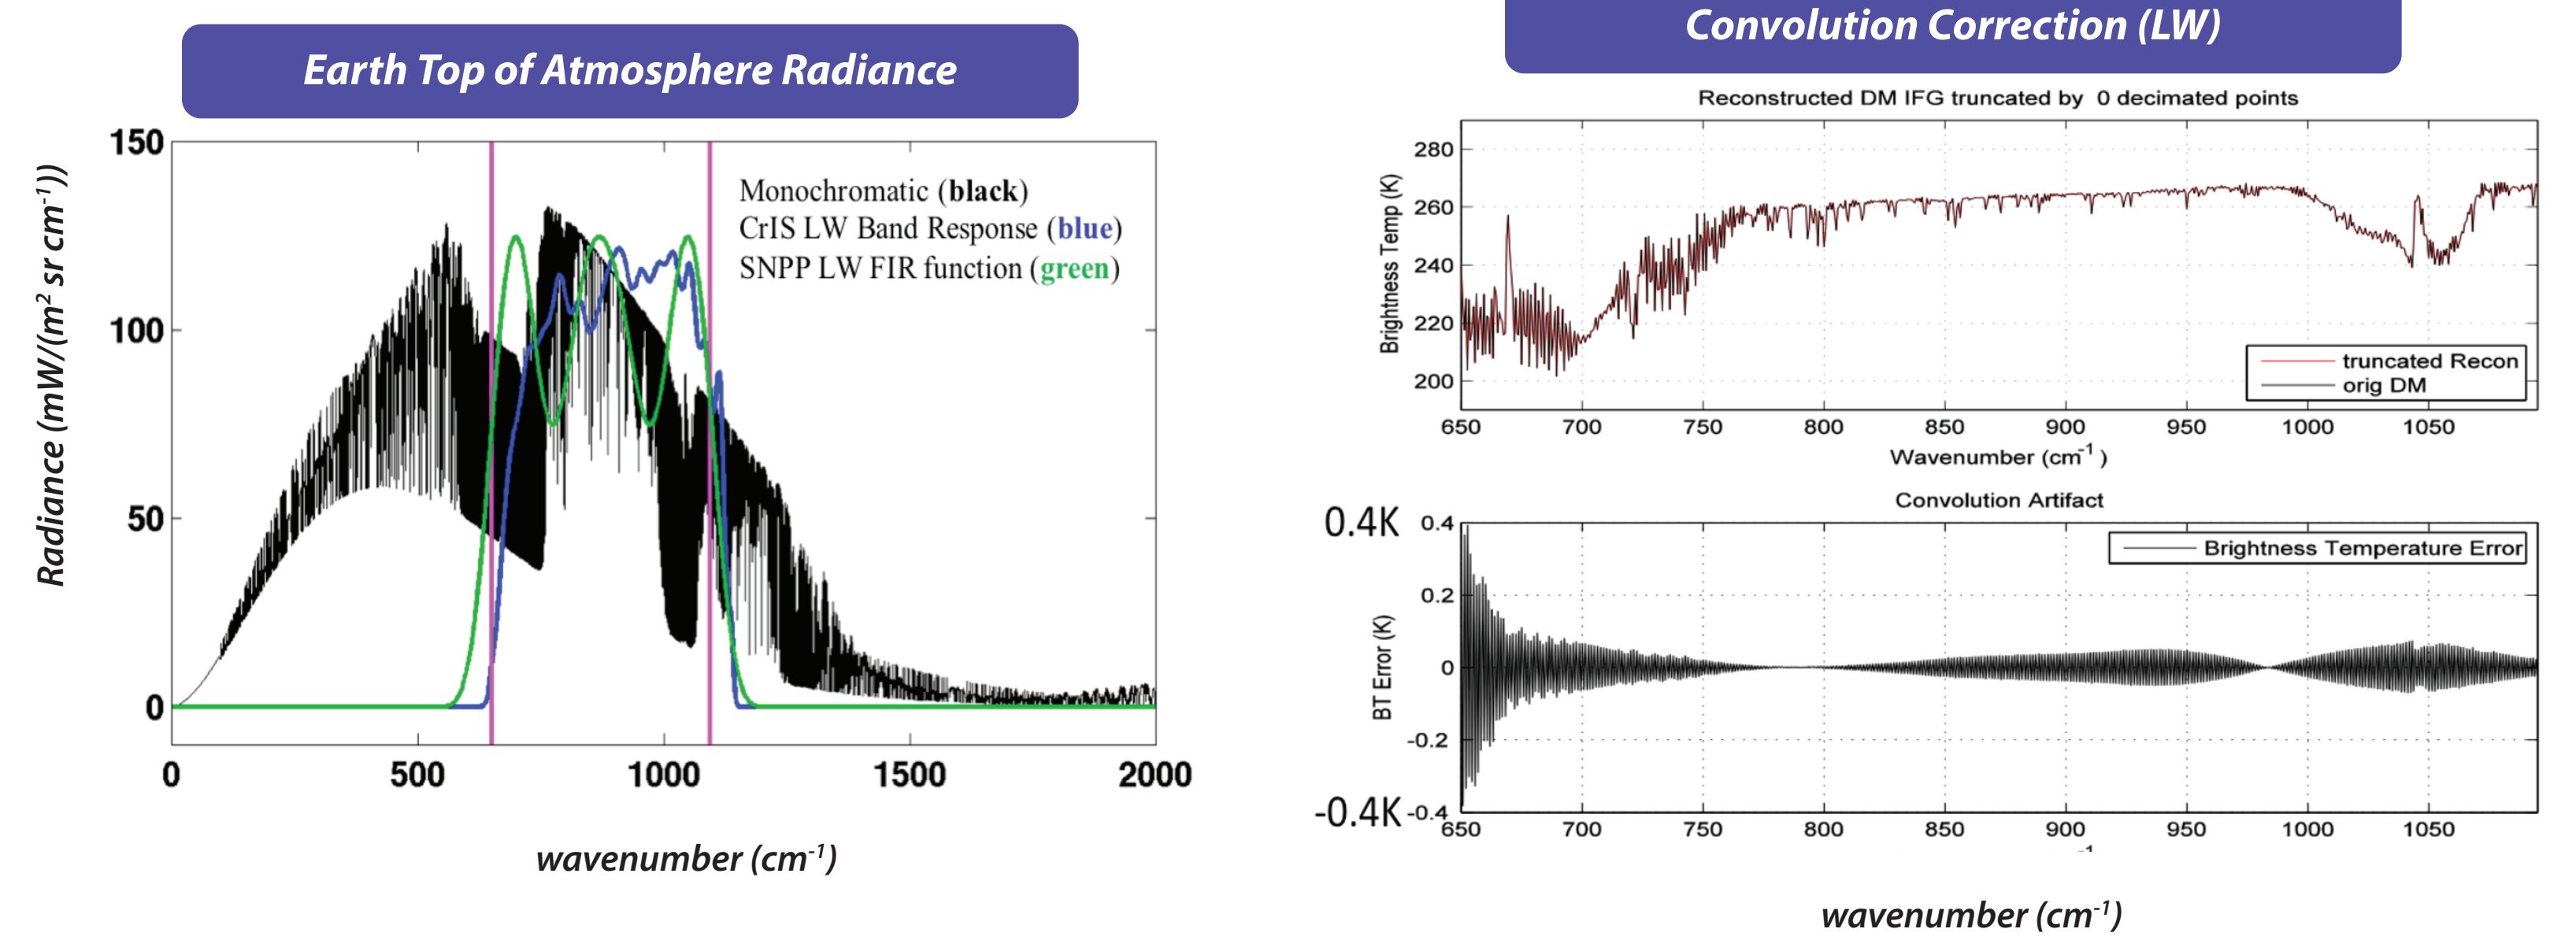 Earth Top of Atmosphere Radiance
Radiance (mW/(m² sr cm⁻¹))
150
100
50
0
Monochromatic (black)
CrIS LW Band Response (blue)
SNPP LW FIR function (green)
0 500 1000 1500 2000
wavenumber (cm⁻¹)
Convolution Correction (LW)
Reconstructed DM IFG truncated by 0 decimated points
Brightness Temp (K)
280
260
240
220
200
truncated Recon
orig DM
650 700 750 800 850 900 950 1000 1050
Wavenumber (cm⁻¹)
Convolution Artifact
0.4K
-0.4K
BT Error (K)
0.4
0.2
0
-0.2
-0.4
Brightness Temperature Error
650 700 750 800 850 900 950 1000 1050
wavenumber (cm⁻¹)